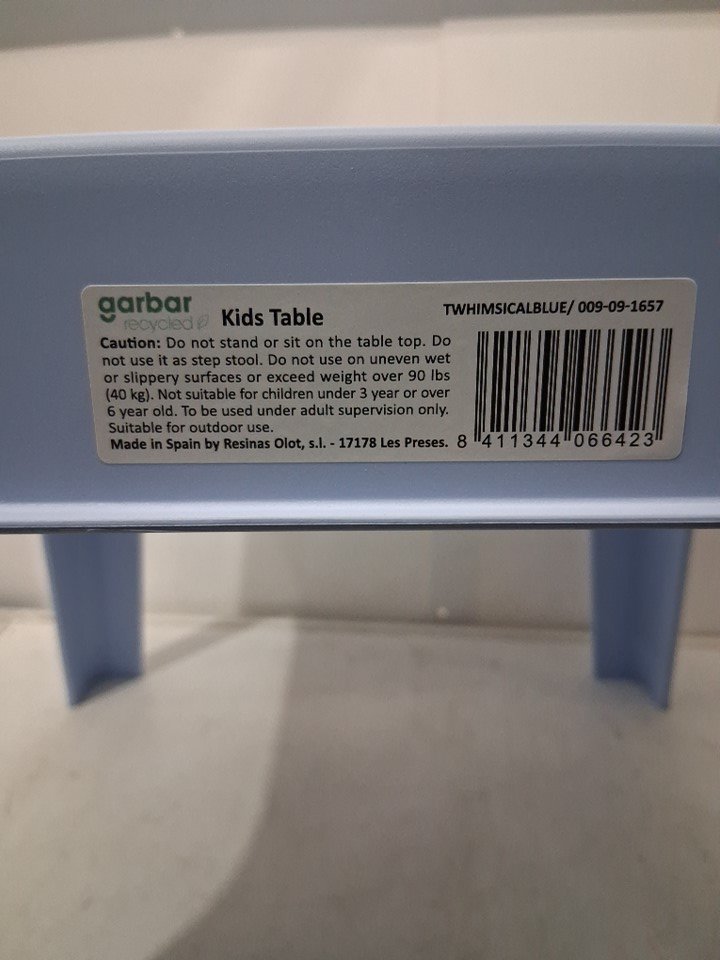 garbar
recycled
Kids Table
TWHIMSICALBLUE/ 009-09-1657
Caution: Do not stand or sit on the table top. Do
not use it as step stool. Do not use on uneven wet
or slippery surfaces or exceed weight over 90 lbs
(40 kg). Not suitable for children under 3 year or over
6 year old. To be used under adult supervision only.
Suitable for outdoor use.
Made in Spain by Resinas Olot, s.l. - 17178 Les Preses.
8 411344 066423